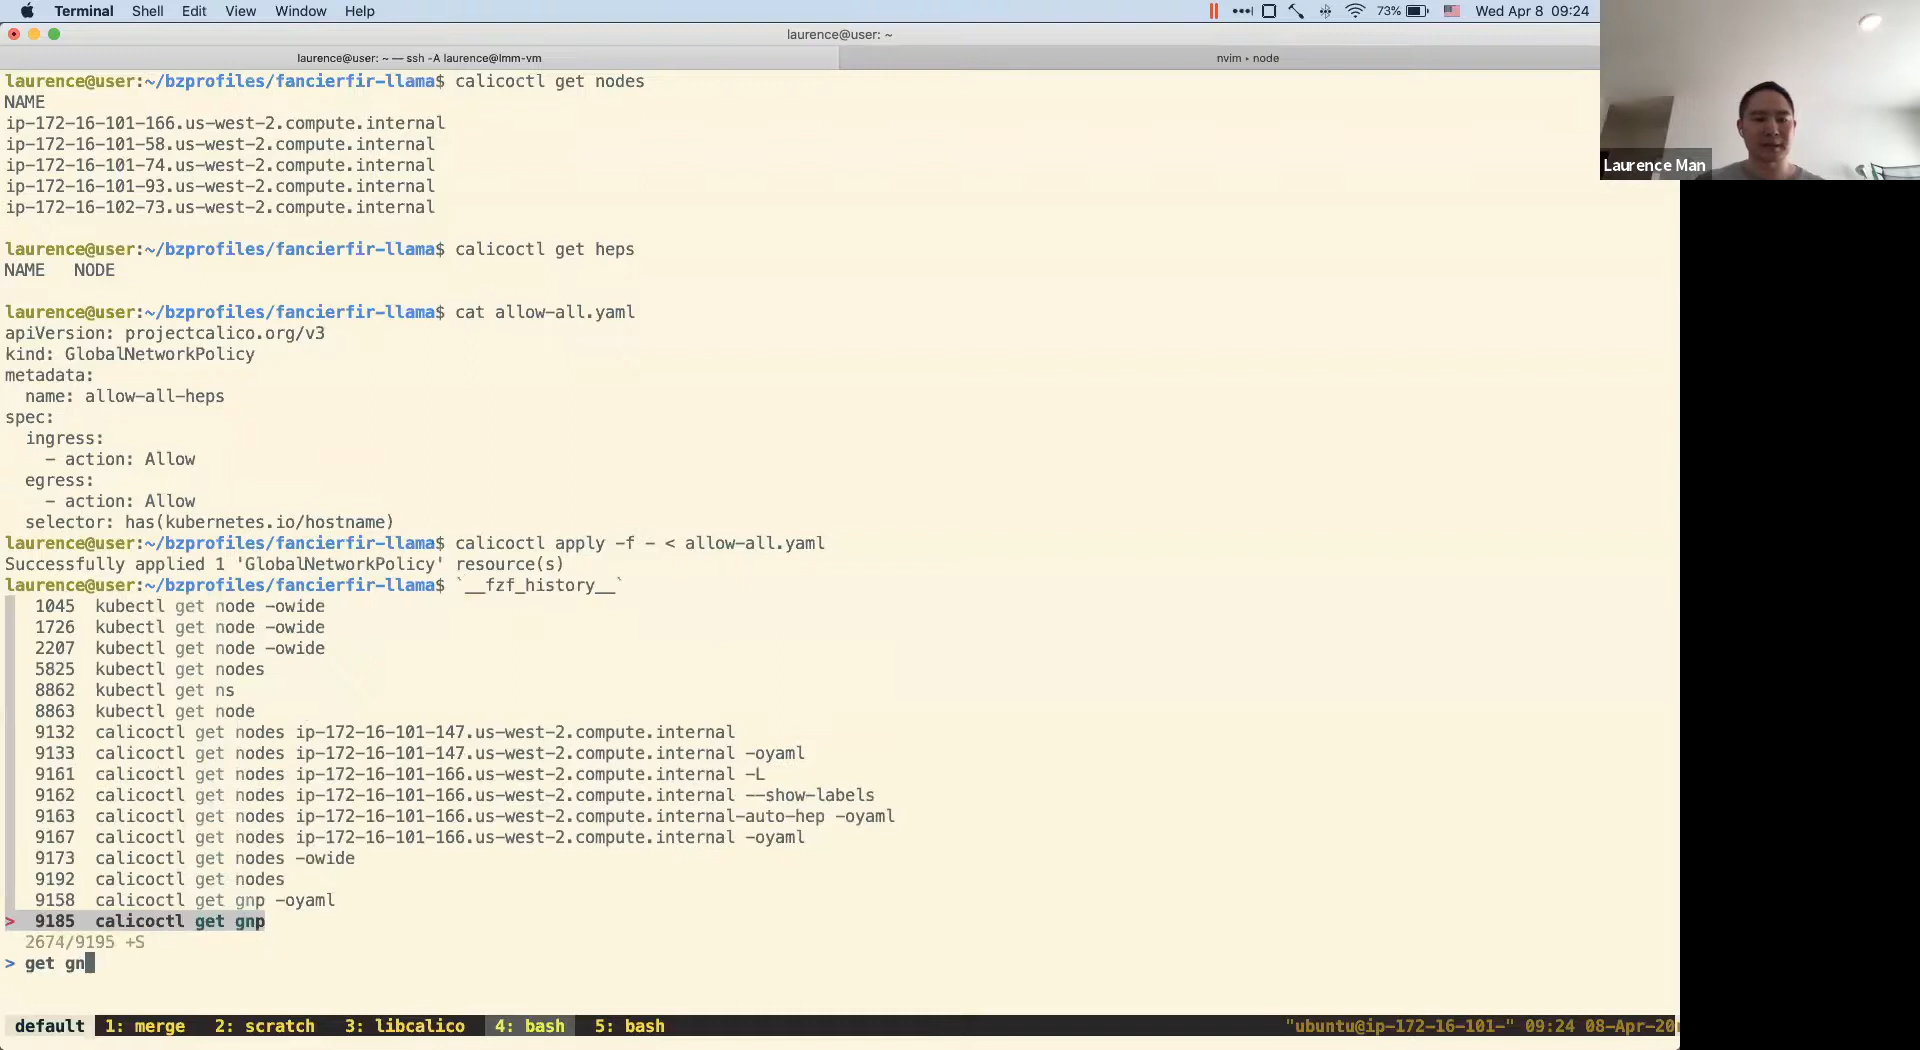 Terminal Shell Edit View Window Help 73% Wed Apr 8 09:24
laurence@user: ~
laurence@user: ~ — ssh -A laurence@lmm-vm
nvim ‣ node
Laurence Man
laurence@user:~/bzprofiles/fancierfir-llama$ calicoctl get nodes
NAME
ip-172-16-101-166.us-west-2.compute.internal
ip-172-16-101-58.us-west-2.compute.internal
ip-172-16-101-74.us-west-2.compute.internal
ip-172-16-101-93.us-west-2.compute.internal
ip-172-16-102-73.us-west-2.compute.internal
laurence@user:~/bzprofiles/fancierfir-llama$ calicoctl get heps
NAME   NODE
laurence@user:~/bzprofiles/fancierfir-llama$ cat allow-all.yaml
apiVersion: projectcalico.org/v3
kind: GlobalNetworkPolicy
metadata:
  name: allow-all-heps
spec:
  ingress:
    - action: Allow
  egress:
    - action: Allow
  selector: has(kubernetes.io/hostname)
laurence@user:~/bzprofiles/fancierfir-llama$ calicoctl apply -f - < allow-all.yaml
Successfully applied 1 'GlobalNetworkPolicy' resource(s)
laurence@user:~/bzprofiles/fancierfir-llama$ `__fzf_history__`
1045  kubectl get node -owide
1726  kubectl get node -owide
2207  kubectl get node -owide
5825  kubectl get nodes
8862  kubectl get ns
8863  kubectl get node
9132  calicoctl get nodes ip-172-16-101-147.us-west-2.compute.internal
9133  calicoctl get nodes ip-172-16-101-147.us-west-2.compute.internal -oyaml
9161  calicoctl get nodes ip-172-16-101-166.us-west-2.compute.internal -L
9162  calicoctl get nodes ip-172-16-101-166.us-west-2.compute.internal --show-labels
9163  calicoctl get nodes ip-172-16-101-166.us-west-2.compute.internal-auto-hep -oyaml
9167  calicoctl get nodes ip-172-16-101-166.us-west-2.compute.internal -oyaml
9173  calicoctl get nodes -owide
9192  calicoctl get nodes
9158  calicoctl get gnp -oyaml
> 9185  calicoctl get gnp
2674/9195 +S
> get gn
default 1: merge 2: scratch 3: libcalico 4: bash 5: bash "ubuntu@ip-172-16-101-" 09:24 08-Apr-20